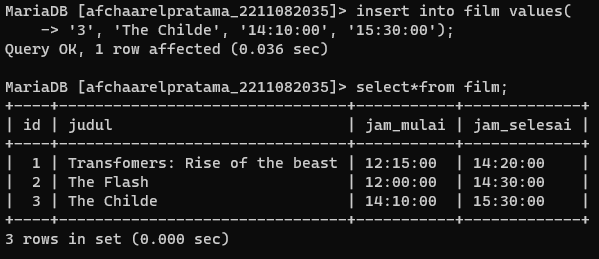 MariaDB [afchaarelpratama_2211082035]> insert into film values(
    -> '3', 'The Childe', '14:10:00', '15:30:00');
Query OK, 1 row affected (0.036 sec)

MariaDB [afchaarelpratama_2211082035]> select*from film;
+----+------------------------------+-----------+-------------+
| id | judul                        | jam_mulai | jam_selesai |
+----+------------------------------+-----------+-------------+
|  1 | Transfomers: Rise of the beast | 12:15:00  | 14:20:00    |
|  2 | The Flash                    | 12:00:00  | 14:30:00    |
|  3 | The Childe                   | 14:10:00  | 15:30:00    |
+----+------------------------------+-----------+-------------+
3 rows in set (0.000 sec)